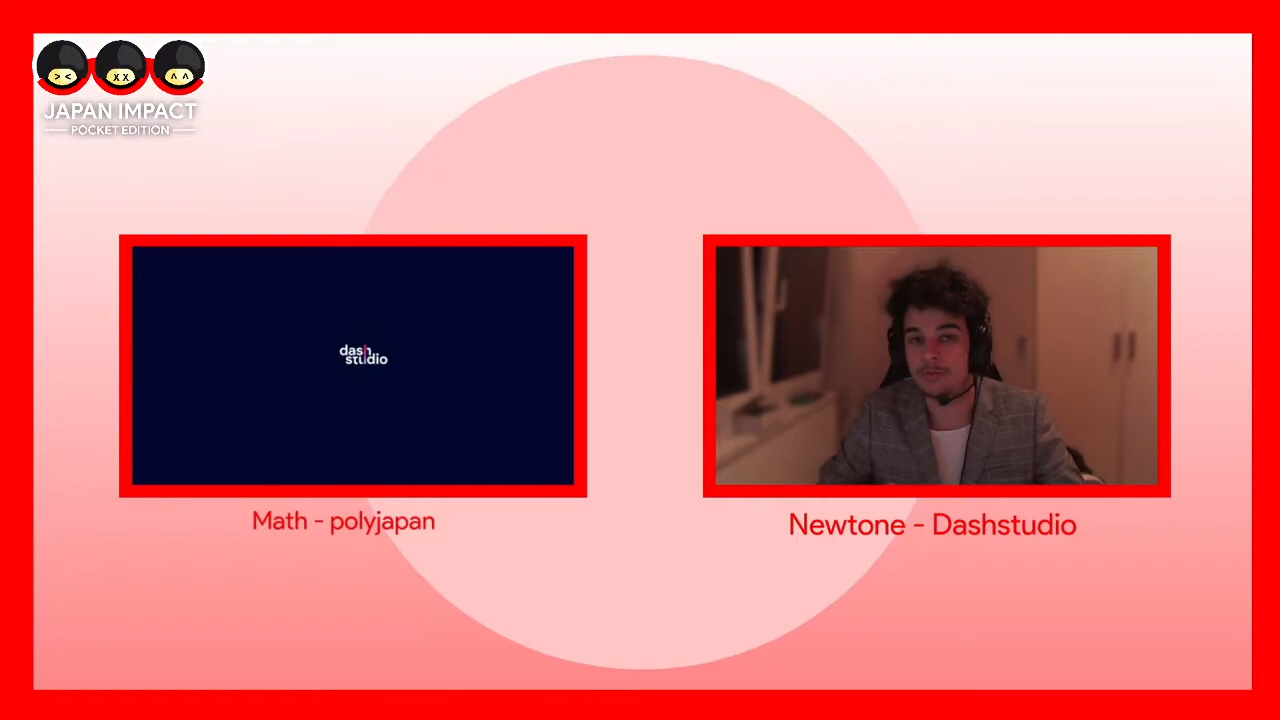 JAPAN IMPACT
POCKET EDITION
dash
studio
Math - polyjapan
Newtone - Dashstudio